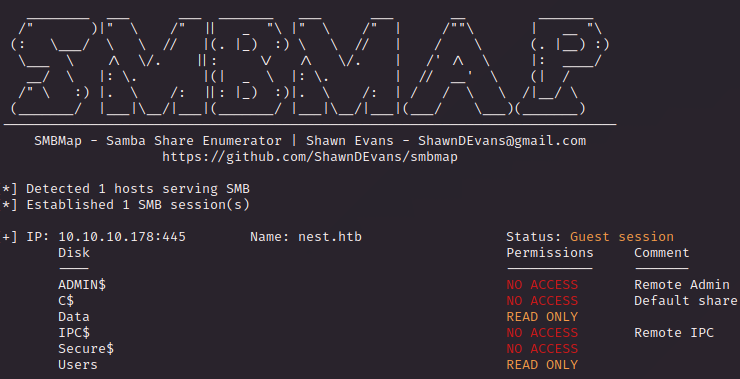 SMBMAP
SMBMap - Samba Share Enumerator | Shawn Evans - ShawnDEvans@gmail.com
https://github.com/ShawnDEvans/smbmap
*] Detected 1 hosts serving SMB
*] Established 1 SMB session(s)
+] IP: 10.10.10.178:445 Name: nest.htb Status: Guest session
Disk Permissions Comment
---- ----------- -------
ADMIN$ NO ACCESS Remote Admin
C$ NO ACCESS Default share
Data READ ONLY
IPC$ NO ACCESS Remote IPC
Secure$ NO ACCESS
Users READ ONLY